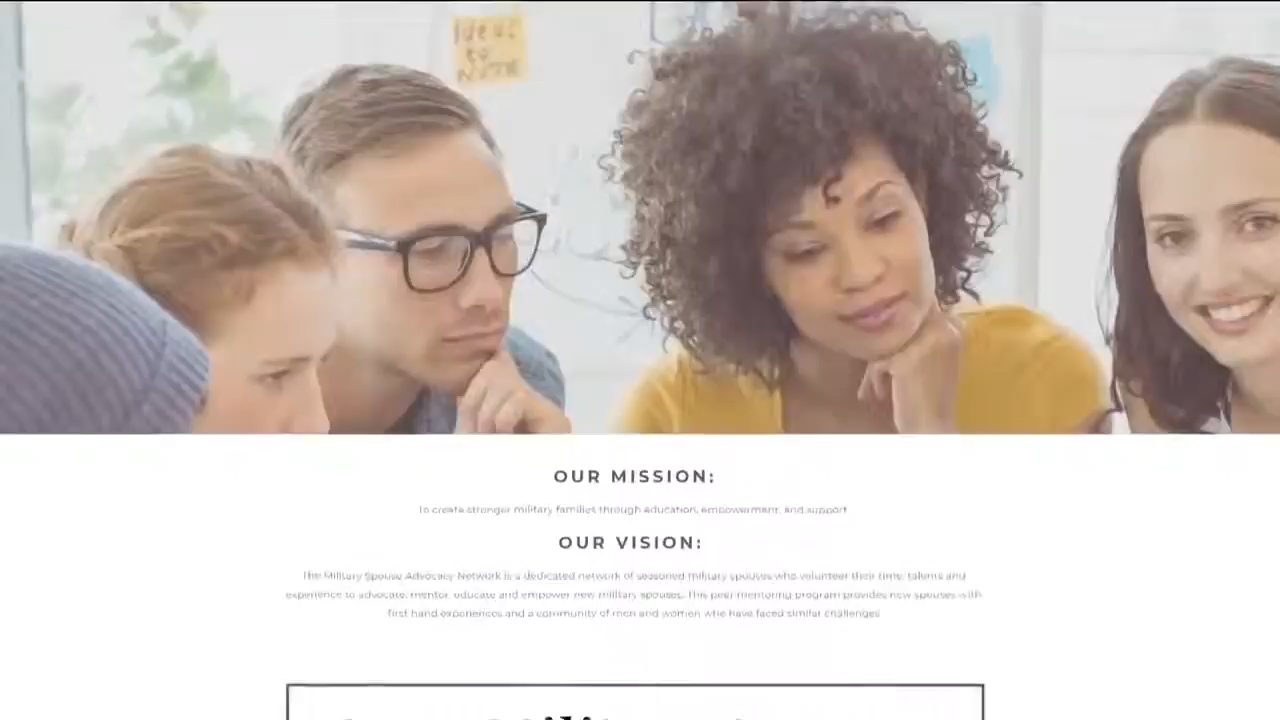 Ideas
to
OUR MISSION:
To create stronger military families through education, empowerment, and support
OUR VISION:
The Military Spouse Advocacy Network is a dedicated network of seasoned military spouses who volunteer their time, talents and
experience to advocate, mentor, educate and empower new military spouses. This peer mentoring program provides new spouses with
first hand experiences and a community of men and women who have faced similar challenges